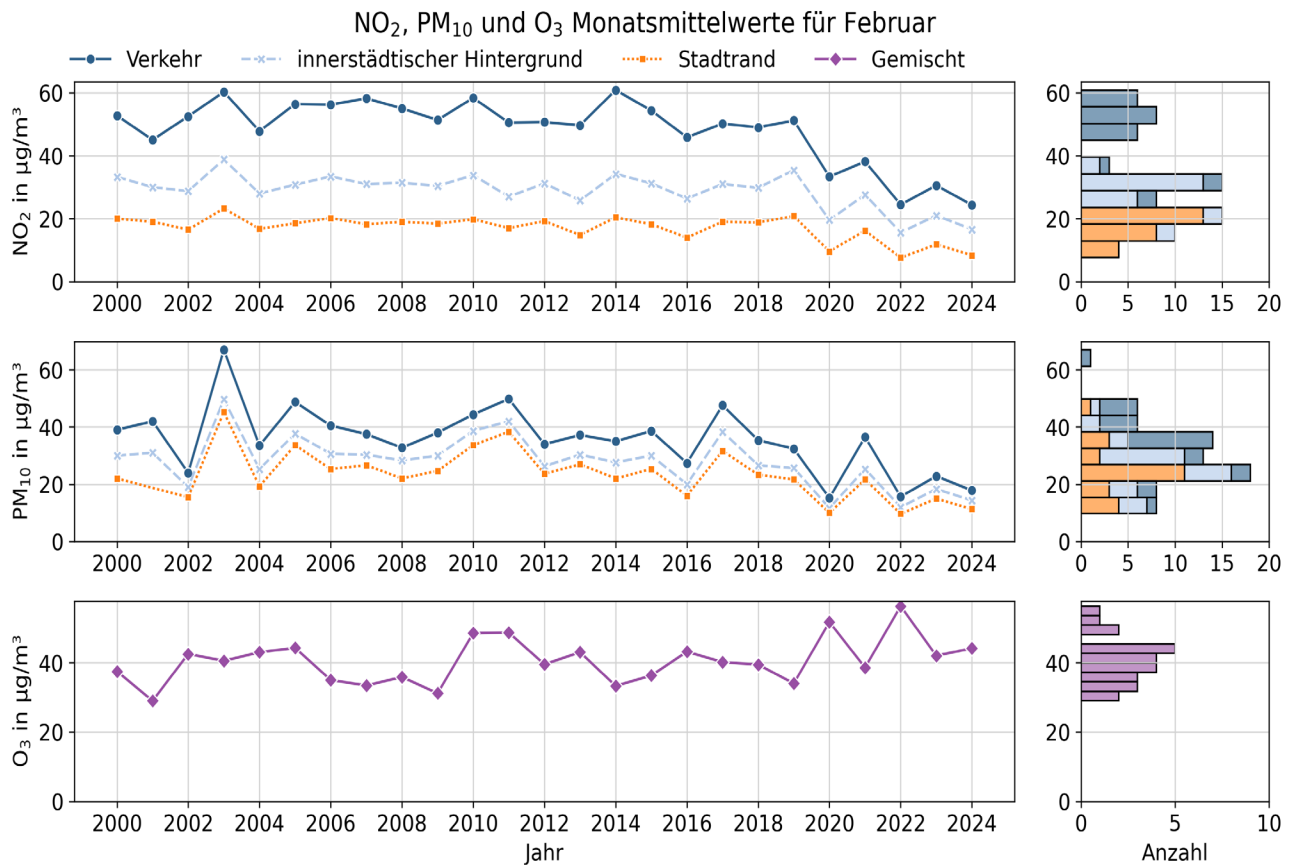 NO₂, PM₁₀ und O₃ Monatsmittelwerte für Februar
Verkehr innerstädtischer Hintergrund Stadtrand Gemischt
NO₂ in µg/m³
60
40
20
0
2000 2002 2004 2006 2008 2010 2012 2014 2016 2018 2020 2022 2024
60
40
20
0
0 5 10 15 20
PM₁₀ in µg/m³
60
40
20
0
2000 2002 2004 2006 2008 2010 2012 2014 2016 2018 2020 2022 2024
60
40
20
0
0 5 10 15 20
O₃ in µg/m³
40
20
0
2000 2002 2004 2006 2008 2010 2012 2014 2016 2018 2020 2022 2024
Jahr
40
20
0
0 5 10
Anzahl